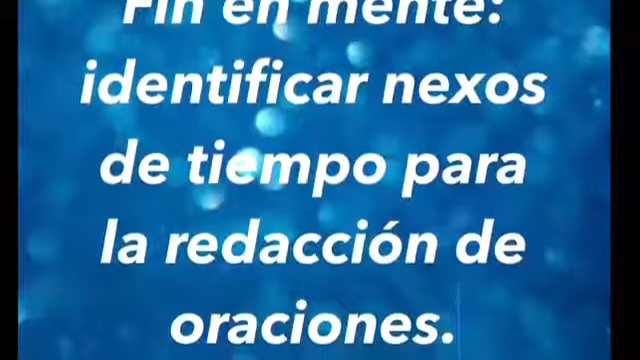 Fin en mente:
identificar nexos
de tiempo para
la redacción de
oraciones.